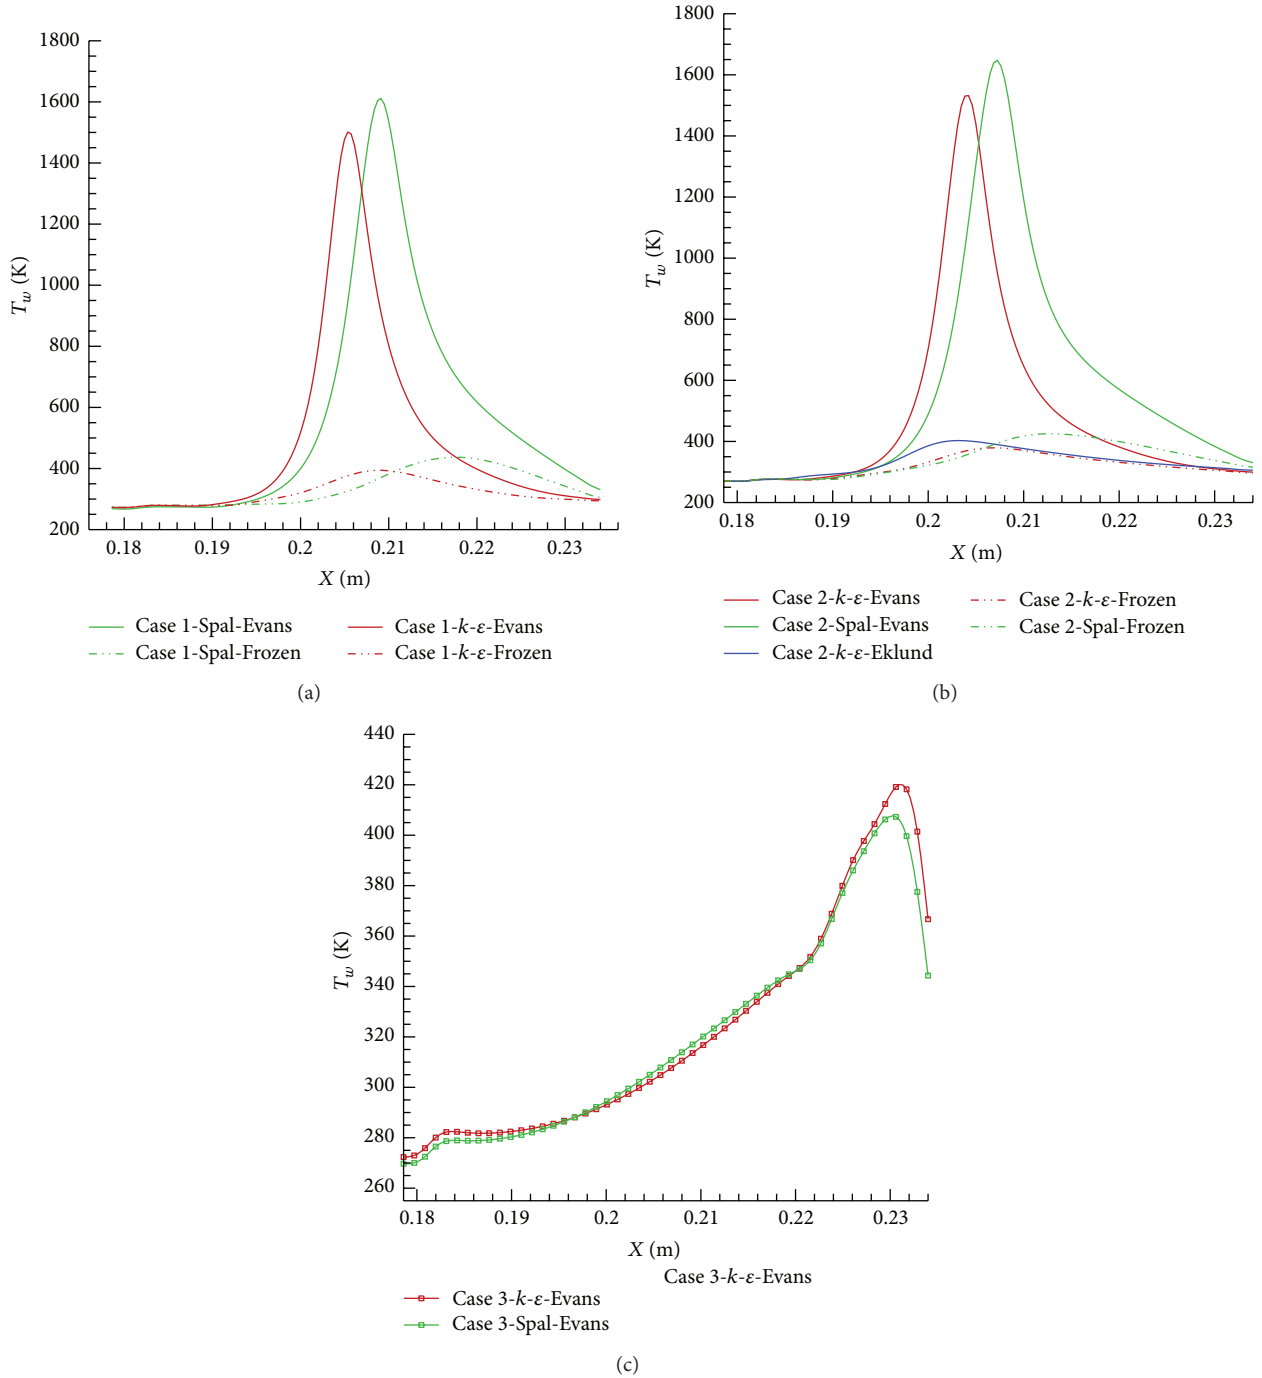 1800
1600
1400
1200
1000
800
600
400
200
T_w (K)
0.18 0.19 0.2 0.21 0.22 0.23
X (m)
Case 1-Spal-Evans Case 1-k-ε-Evans
Case 1-Spal-Frozen Case 1-k-ε-Frozen
(a)
1800
1600
1400
1200
1000
800
600
400
200
T_w (K)
0.18 0.19 0.2 0.21 0.22 0.23
X (m)
Case 2-k-ε-Evans Case 2-k-ε-Frozen
Case 2-Spal-Evans Case 2-Spal-Frozen
Case 2-k-ε-Eklund
(b)
440
420
400
380
360
340
320
300
280
260
T_w (K)
0.18 0.19 0.2 0.21 0.22 0.23
X (m)
Case 3-k-ε-Evans
Case 3-k-ε-Evans
Case 3-Spal-Evans
(c)